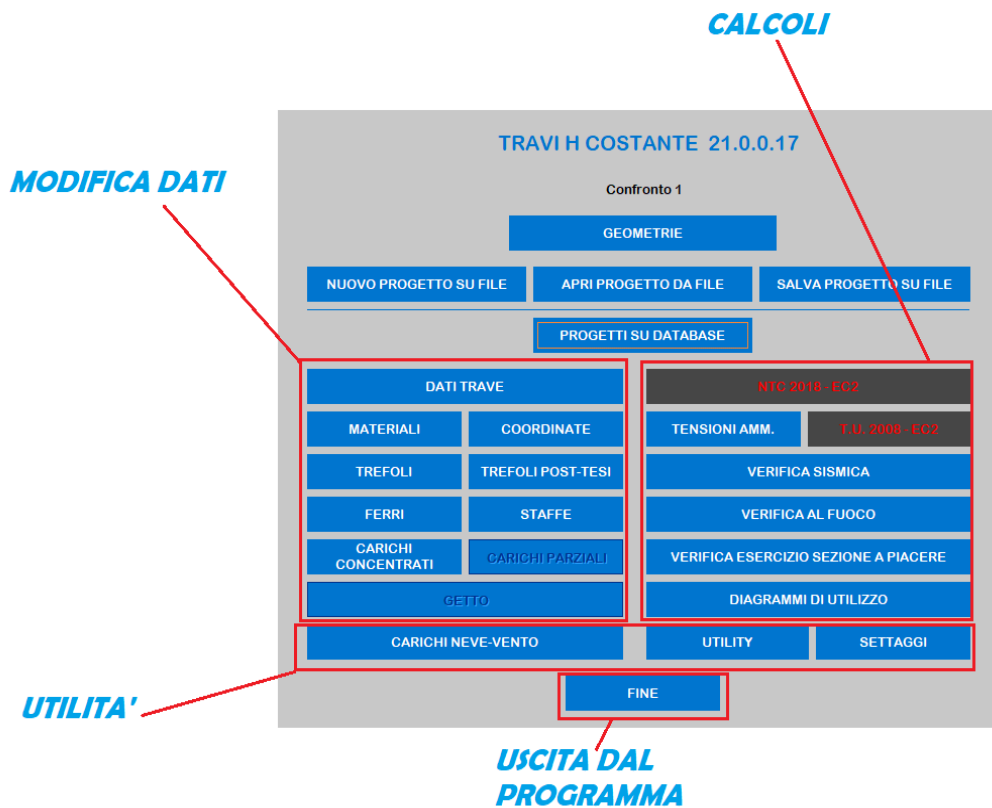 CALCOLI
TRAVI H COSTANTE 21.0.0.17
MODIFICA DATI
Confronto 1
GEOMETRIE
NUOVO PROGETTO SU FILE
APRI PROGETTO DA FILE
SALVA PROGETTO SU FILE
PROGETTI SU DATABASE
DATI TRAVE
NTC 2018 - EC2
MATERIALI
COORDINATE
TENSIONI AMM.
T.U. 2008 - EC2
TREFOLI
TREFOLI POST-TESI
VERIFICA SISMICA
FERRI
STAFFE
VERIFICA AL FUOCO
CARICHI
CONCENTRATI
CARICHI PARZIALI
VERIFICA ESERCIZIO SEZIONE A PIACERE
GETTO
DIAGRAMMI DI UTILIZZO
CARICHI NEVE-VENTO
UTILITY
SETTAGGI
FINE
UTILITA'
USCITA DAL
PROGRAMMA